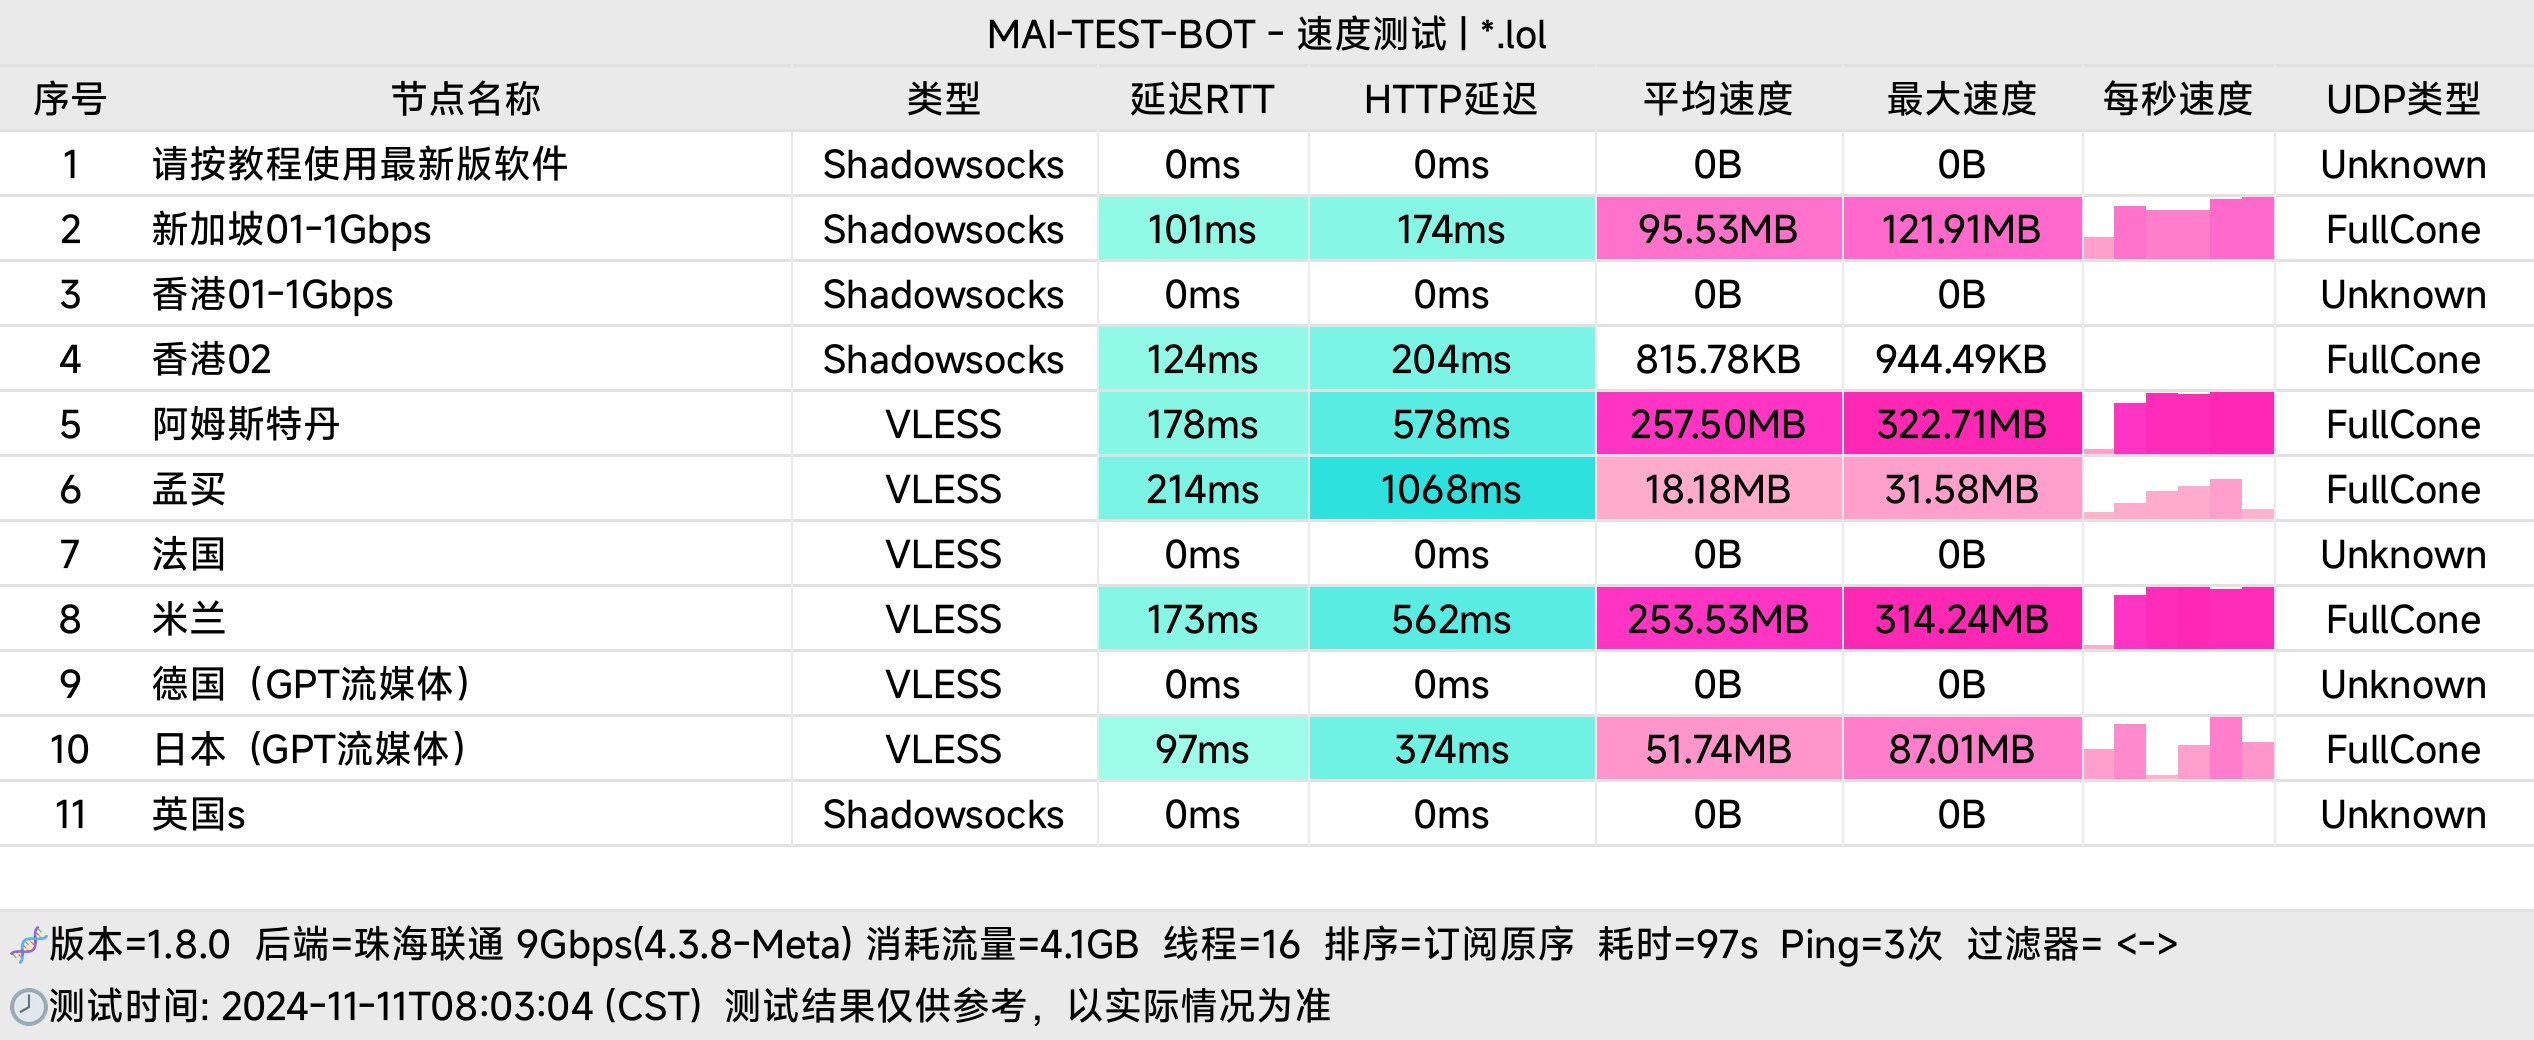 MAI-TEST-BOT - 速度测试 | *.lol
序号 节点名称 类型 延迟RTT HTTP延迟 平均速度 最大速度 每秒速度 UDP类型
1 请按教程使用最新版软件 Shadowsocks 0ms 0ms 0B 0B Unknown
2 新加坡01-1Gbps Shadowsocks 101ms 174ms 95.53MB 121.91MB FullCone
3 香港01-1Gbps Shadowsocks 0ms 0ms 0B 0B Unknown
4 香港02 Shadowsocks 124ms 204ms 815.78KB 944.49KB FullCone
5 阿姆斯特丹 VLESS 178ms 578ms 257.50MB 322.71MB FullCone
6 孟买 VLESS 214ms 1068ms 18.18MB 31.58MB FullCone
7 法国 VLESS 0ms 0ms 0B 0B Unknown
8 米兰 VLESS 173ms 562ms 253.53MB 314.24MB FullCone
9 德国（GPT流媒体） VLESS 0ms 0ms 0B 0B Unknown
10 日本（GPT流媒体） VLESS 97ms 374ms 51.74MB 87.01MB FullCone
11 英国s Shadowsocks 0ms 0ms 0B 0B Unknown
🧬版本=1.8.0 后端=珠海联通 9Gbps(4.3.8-Meta) 消耗流量=4.1GB 线程=16 排序=订阅原序 耗时=97s Ping=3次 过滤器= <->
🕗测试时间: 2024-11-11T08:03:04 (CST) 测试结果仅供参考，以实际情况为准